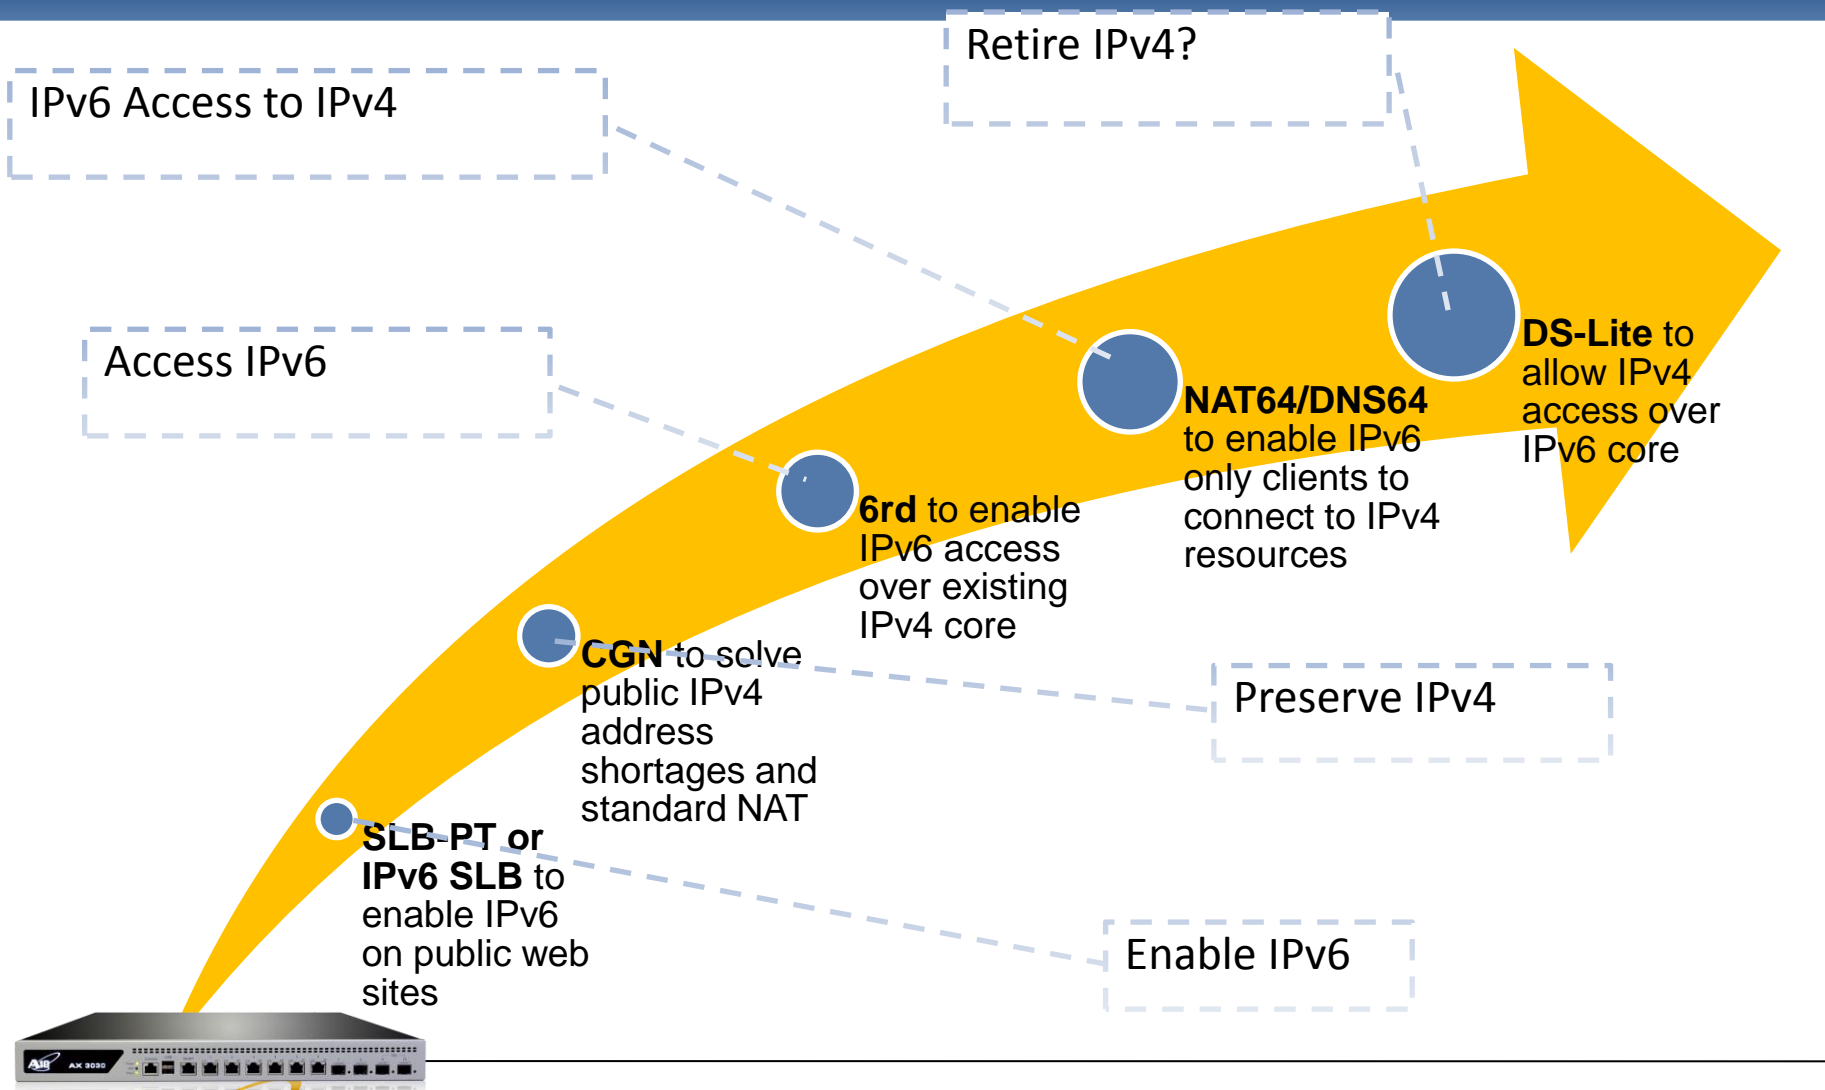 Retire IPv4?
IPv6 Access to IPv4
Access IPv6
DS-Lite to
allow IPv4
access over
IPv6 core
NAT64/DNS64
to enable IPv6
only clients to
connect to IPv4
resources
6rd to enable
IPv6 access
over existing
IPv4 core
CGN to solve
public IPv4
address
shortages and
standard NAT
Preserve IPv4
SLB-PT or
IPv6 SLB to
enable IPv6
on public web
sites
Enable IPv6
A10
AX 3030